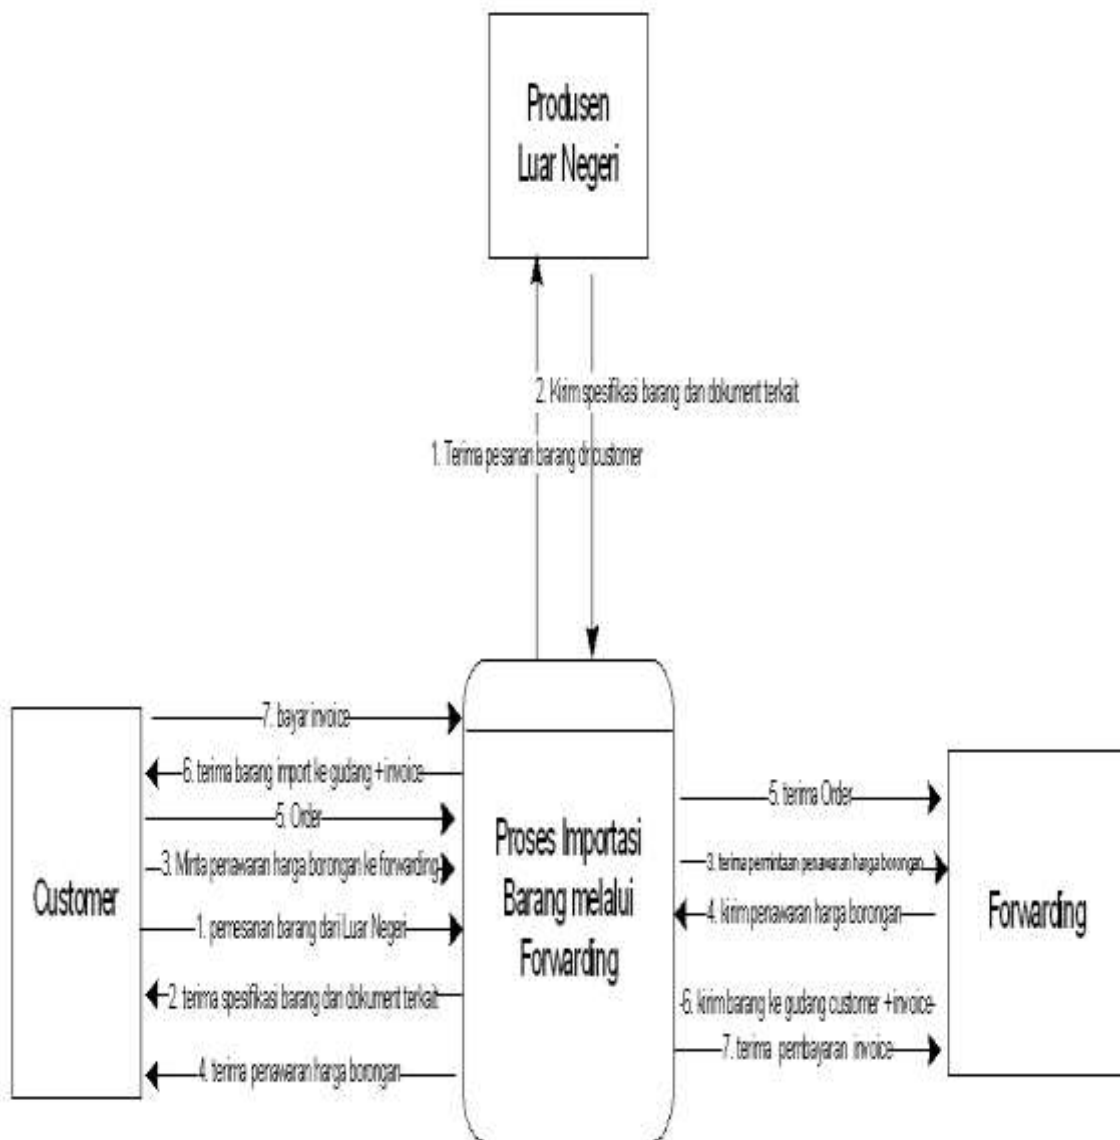 Produsen
Luar Negeri
2. Kirim spesifikasi barang dan dokument terkait
1. Terima pesanan barang dr customer
7. bayar invoice
6. terima barang import ke gudang + invoice
5. Order
3. Minta penawaran harga borongan ke forwarding
1. pemesanan barang dari Luar Negeri
2. terima spesifikasi barang dan dokument terkait
4. terima penawaran harga borongan
Customer
Proses Importasi
Barang melalui
Forwarding
5. terima Order
3. terima permintaan penawaran harga borongan
4. kirim penawaran harga borongan
6. kirim barang ke gudang customer +invoice
7. terima pembayaran invoice
Forwarding